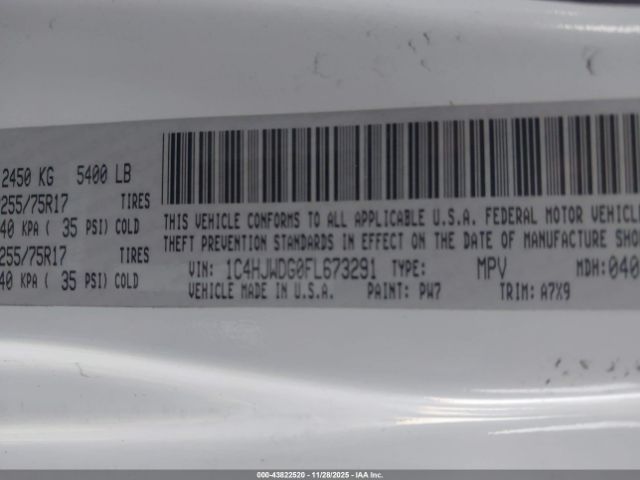 2450 KG 5400 LB
255/75R17 TIRES
40 KPA ( 35 PSI) COLD
255/75R17 TIRES
40 KPA ( 35 PSI) COLD
THIS VEHICLE CONFORMS TO ALL APPLICABLE U.S.A. FEDERAL MOTOR VEHICLE
THEFT PREVENTION STANDARDS IN EFFECT ON THE DATE OF MANUFACTURE SHO
VIN: 1C4HJWDG0FL673291 TYPE: MPV MDH:040
VEHICLE MADE IN U.S.A. PAINT: PW7 TRIM: A7X9
000-43822520 - 11/28/2025 - IAA Inc.